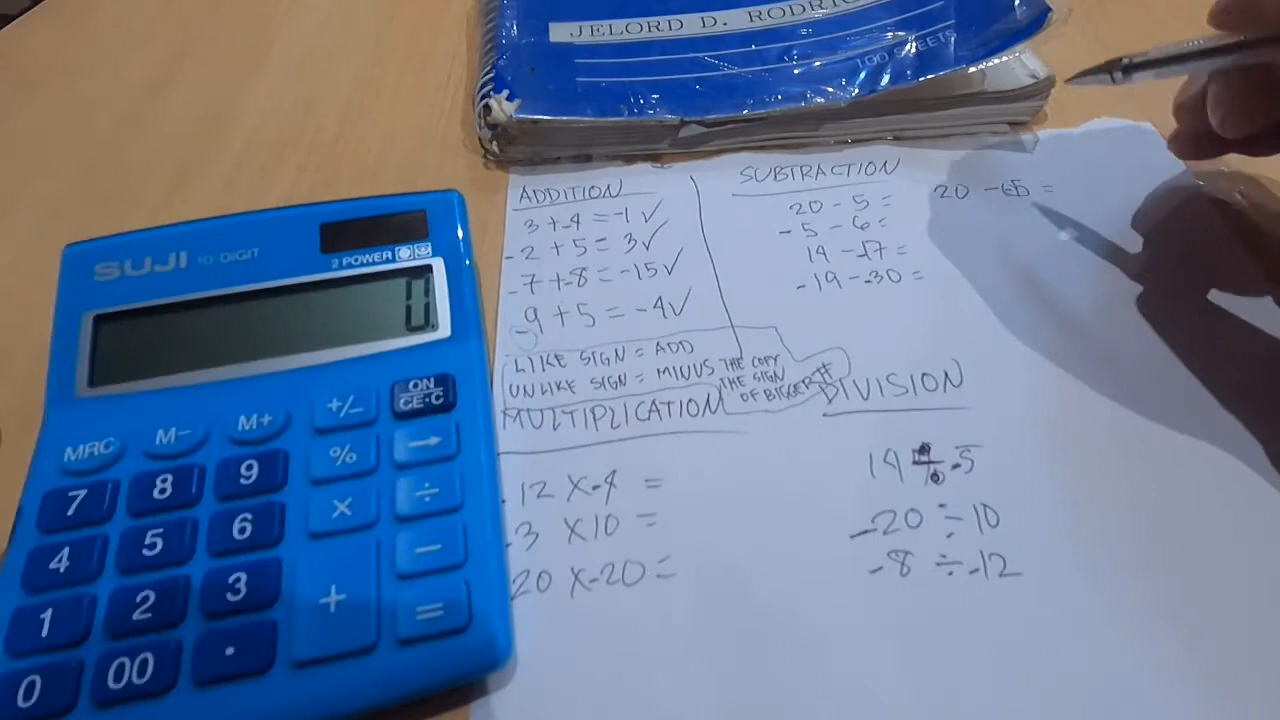 JELORD D. RODRI
100 SHEETS
SUJI 10-DIGIT
2 POWER
0.
ON
CE·C
MRC M− M+ +/−
% →
7 8 9 × ÷
4 5 6 −
1 2 3 + =
0 00 .
ADDITION
3 + -4 = -1 ✓
-2 + 5 = 3 ✓
-7 + -8 = -15 ✓
-9 + 5 = -4 ✓
LIKE SIGN = ADD
UNLIKE SIGN = MINUS THE COPY
THE SIGN
OF BIGGER #
SUBTRACTION
20 - 5 =
-5 - 6 =
14 - -17 =
-19 - -30 =
20 -
MULTIPLICATION
-12 X -4 =
-3 X 10 =
20 X -20 =
DIVISION
14 ÷ -5
-20 ÷ 10
-8 ÷ -12